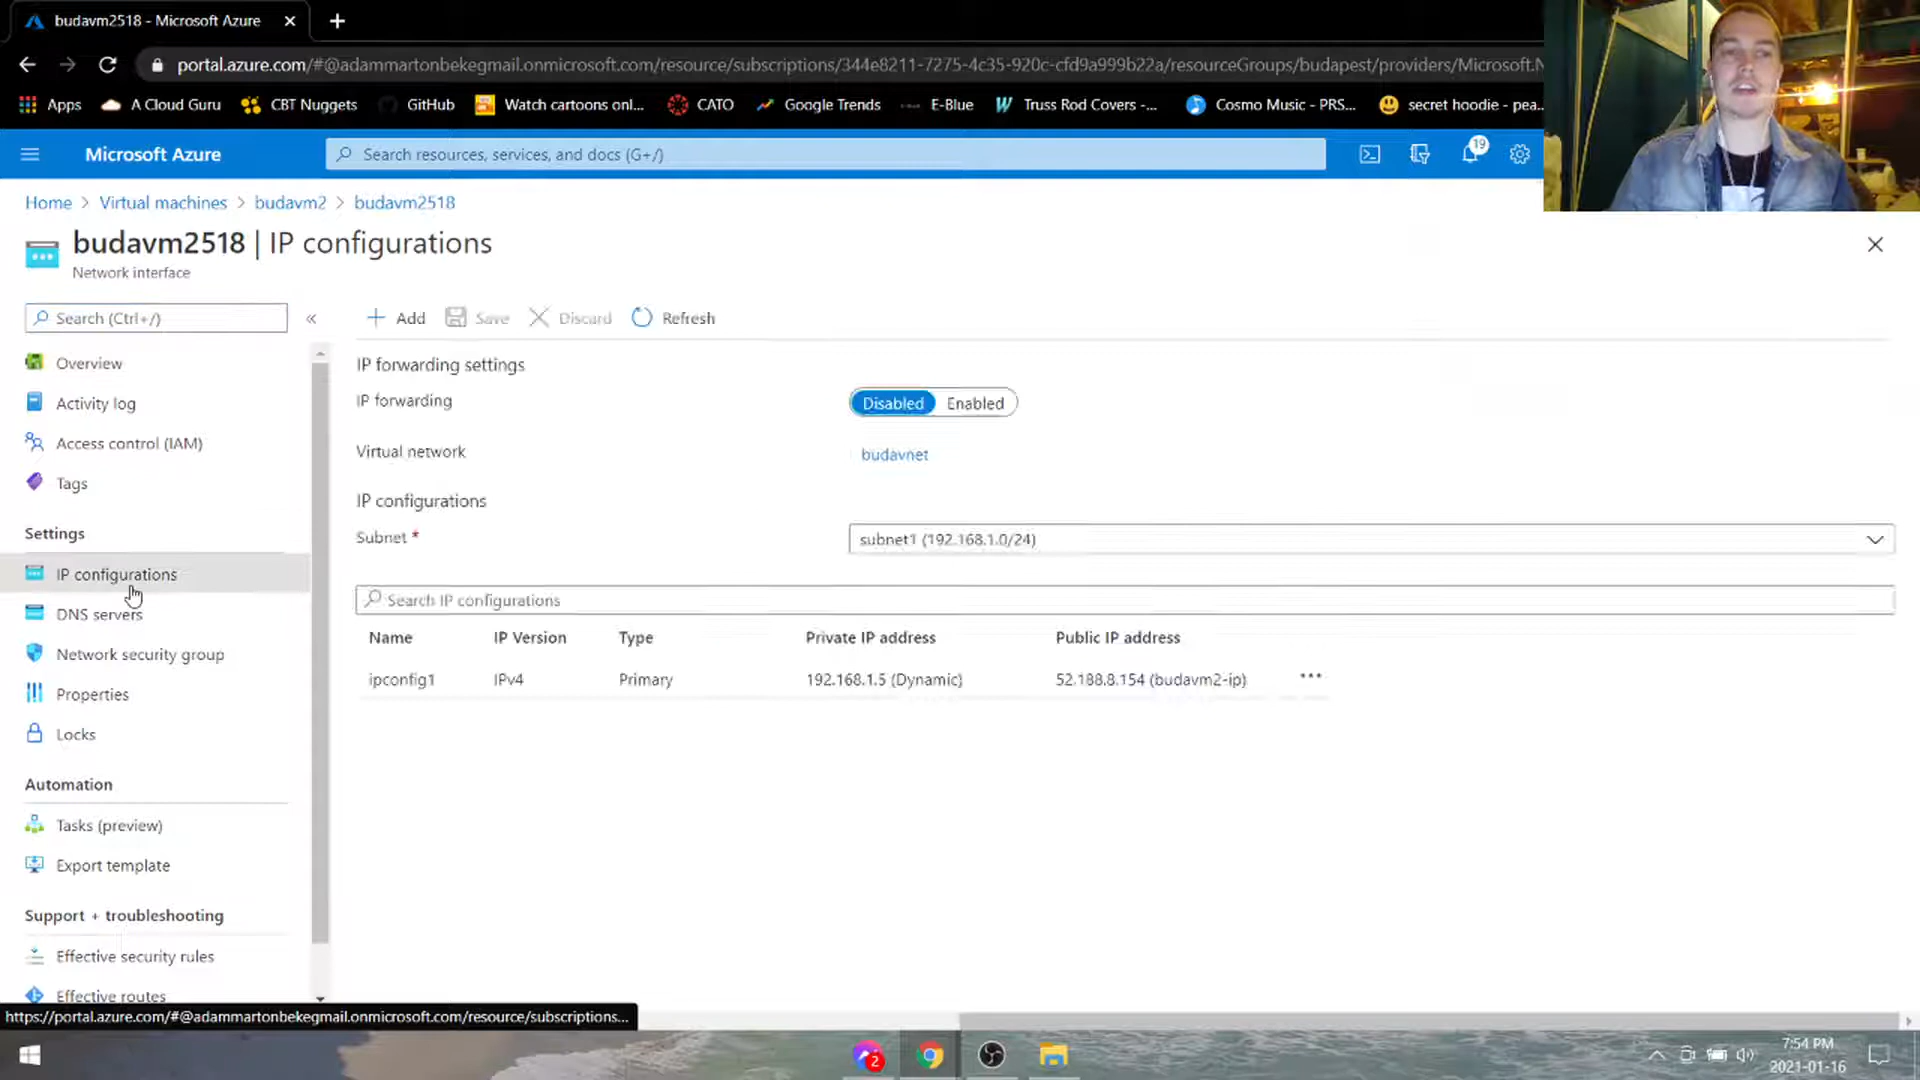 budavm2518 - Microsoft Azure
portal.azure.com/#@adammartonbekegmail.onmicrosoft.com/resource/subscriptions/344e8211-7275-4c35-920c-cfd9a999b22a/resourceGroups/budapest/providers/Microsoft.N
Apps A Cloud Guru CBT Nuggets GitHub Watch cartoons onl... CATO Google Trends E-Blue Truss Rod Covers -... Cosmo Music - PRS... secret hoodie - pea...
Microsoft Azure Search resources, services, and docs (G+/) 19
Home > Virtual machines > budavm2 > budavm2518
budavm2518 | IP configurations
Network interface
Search (Ctrl+/) « Add Save Discard Refresh
Overview
Activity log
Access control (IAM)
Tags
Settings
IP configurations
DNS servers
Network security group
Properties
Locks
Automation
Tasks (preview)
Export template
Support + troubleshooting
Effective security rules
Effective routes
IP forwarding settings
IP forwarding Disabled Enabled
Virtual network budavnet
IP configurations
Subnet * subnet1 (192.168.1.0/24)
Search IP configurations
Name IP Version Type Private IP address Public IP address
ipconfig1 IPv4 Primary 192.168.1.5 (Dynamic) 52.188.8.154 (budavm2-ip) ...
https://portal.azure.com/#@adammartonbekegmail.onmicrosoft.com/resource/subscriptions...
2
7:54 PM
2021-01-16